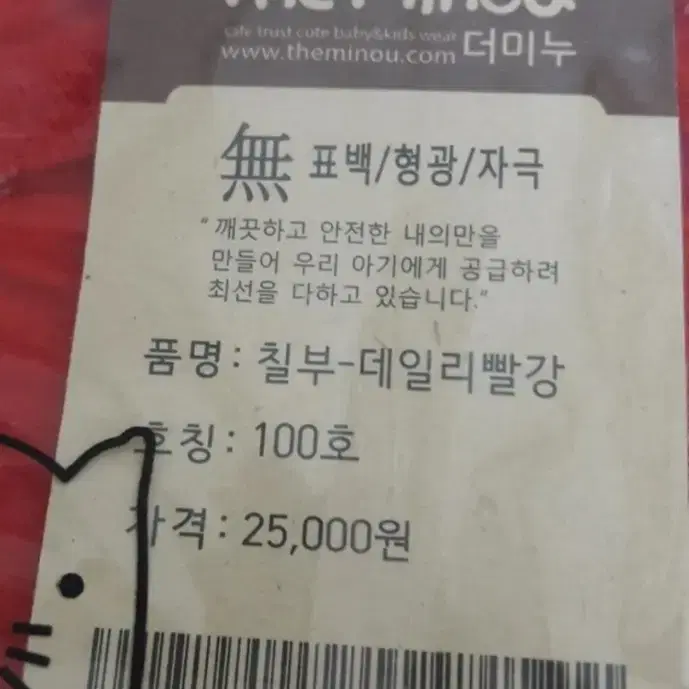 cafe trust cote baby&kids wear
www.theminou.com 더미누
無 표백/형광/자극
“깨끗하고 안전한 내의만을
만들어 우리 아기에게 공급하려
최선을 다하고 있습니다.”
품명: 칠부-데일리빨강
호칭: 100호
가격: 25,000원